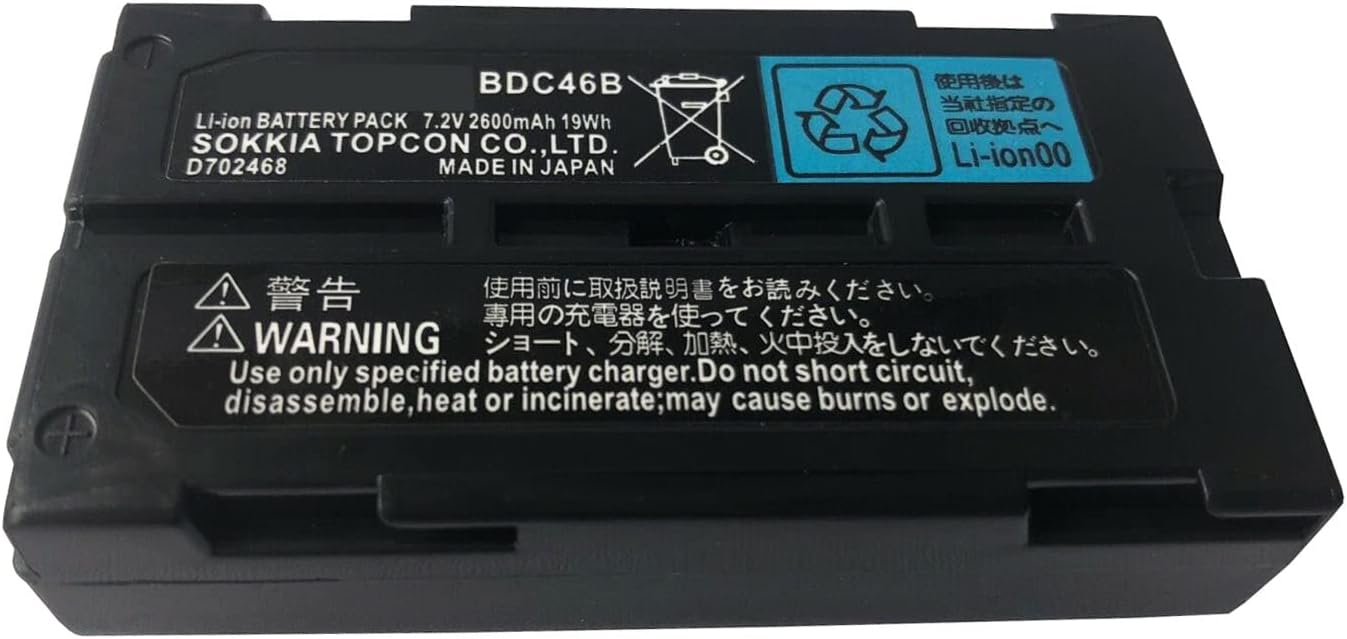 BDC46B
Li-ion BATTERY PACK 7.2V 2600mAh 19Wh
SOKKIA TOPCON CO.,LTD.
D702468 MADE IN JAPAN
使用後は
当社指定の
回収拠点へ
Li-ion00
警告
WARNING
使用前に取扱説明書をお読みください。
専用の充電器を使ってください。
ショート、分解、加熱、火中投入をしないでください。
Use only specified battery charger.Do not short circuit,
disassemble,heat or incinerate;may cause burns or explode.